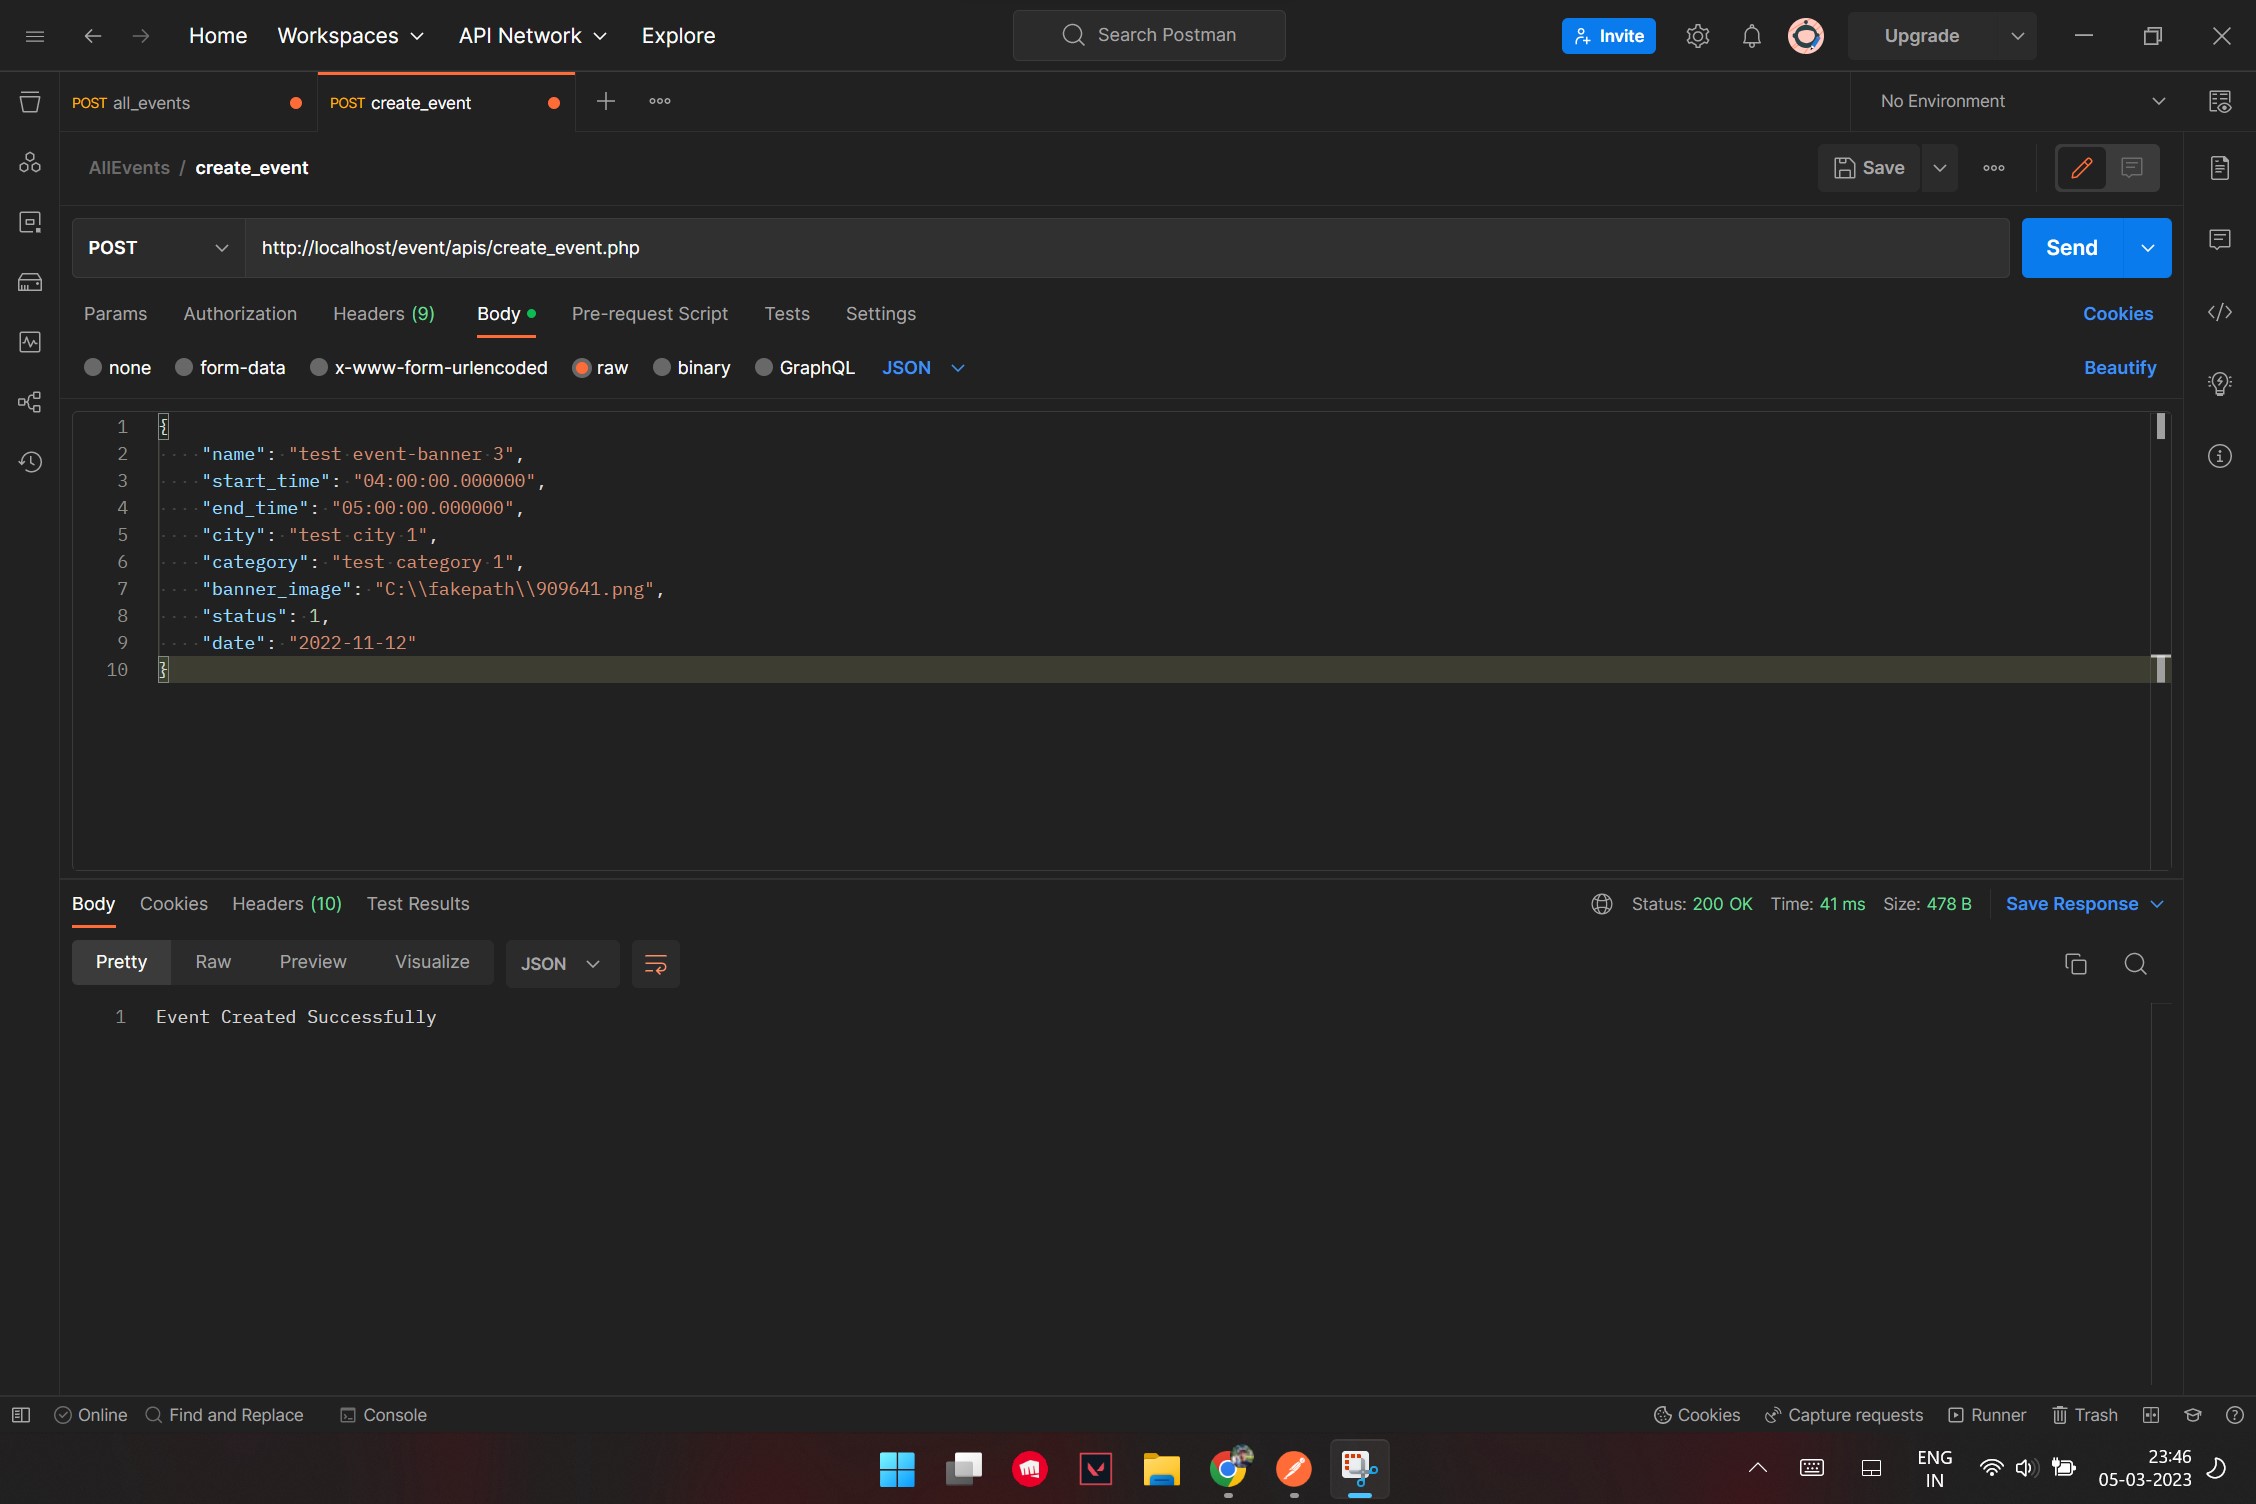 Home Workspaces API Network Explore Search Postman Invite Upgrade
POST all_events POST create_event No Environment
AllEvents / create_event Save
POST http://localhost/event/apis/create_event.php Send
Params Authorization Headers (9) Body Pre-request Script Tests Settings Cookies
none form-data x-www-form-urlencoded raw binary GraphQL JSON Beautify
1 {
2 "name": "test event-banner 3",
3 "start_time": "04:00:00.000000",
4 "end_time": "05:00:00.000000",
5 "city": "test city 1",
6 "category": "test category 1",
7 "banner_image": "C:\\fakepath\\909641.png",
8 "status": 1,
9 "date": "2022-11-12"
10 }
Body Cookies Headers (10) Test Results Status: 200 OK Time: 41 ms Size: 478 B Save Response
Pretty Raw Preview Visualize JSON
1 Event Created Successfully
Online Find and Replace Console Cookies Capture requests Runner Trash
ENG 23:46
IN 05-03-2023